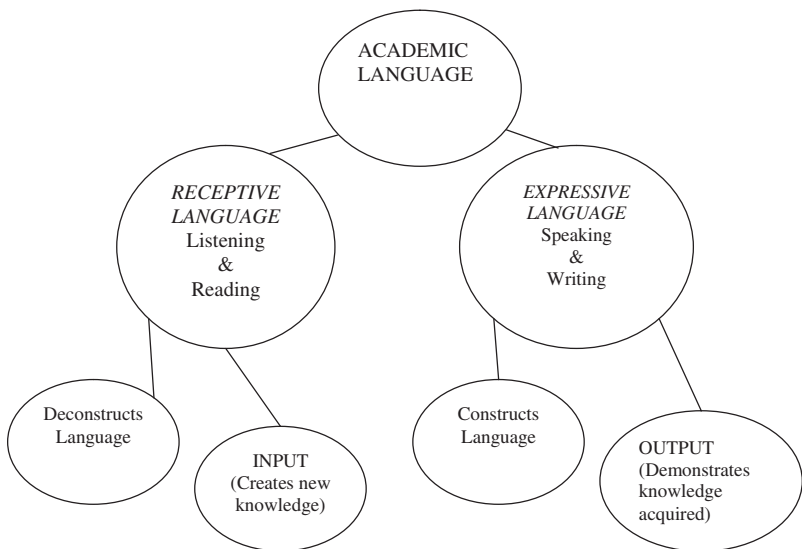 ACADEMIC
LANGUAGE
RECEPTIVE
LANGUAGE
Listening
&
Reading
EXPRESSIVE
LANGUAGE
Speaking
&
Writing
Deconstructs
Language
INPUT
(Creates new
knowledge)
Constructs
Language
OUTPUT
(Demonstrates
knowledge
acquired)